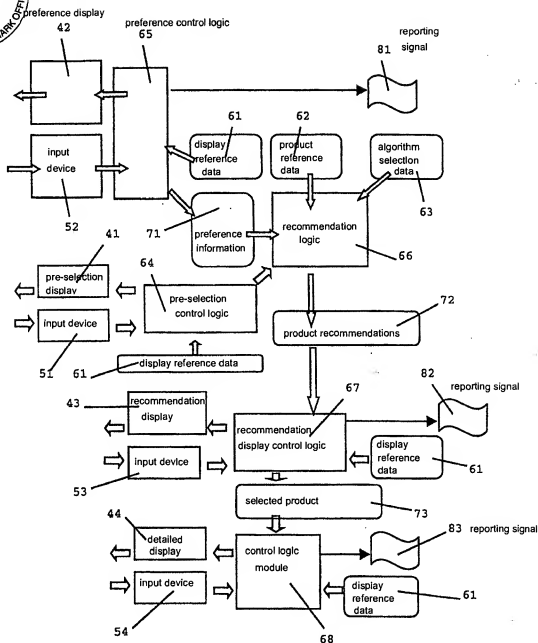 MARK OFF
preference display
42
preference control logic
65
reporting
signal
81
61
62
display
reference
data
product
reference
data
algorithm
selection
data
63
input
device
52
71
preference
information
recommendation
logic
66
41
64
pre-selection
display
pre-selection
control logic
input device
51
61
display reference data
72
product recommendations
82
reporting signal
43
recommendation
display
67
recommendation
display control logic
display
reference
data
61
input device
53
selected product
73
44
83
reporting signal
detailed
display
control logic
module
input device
54
display
reference
data
61
68